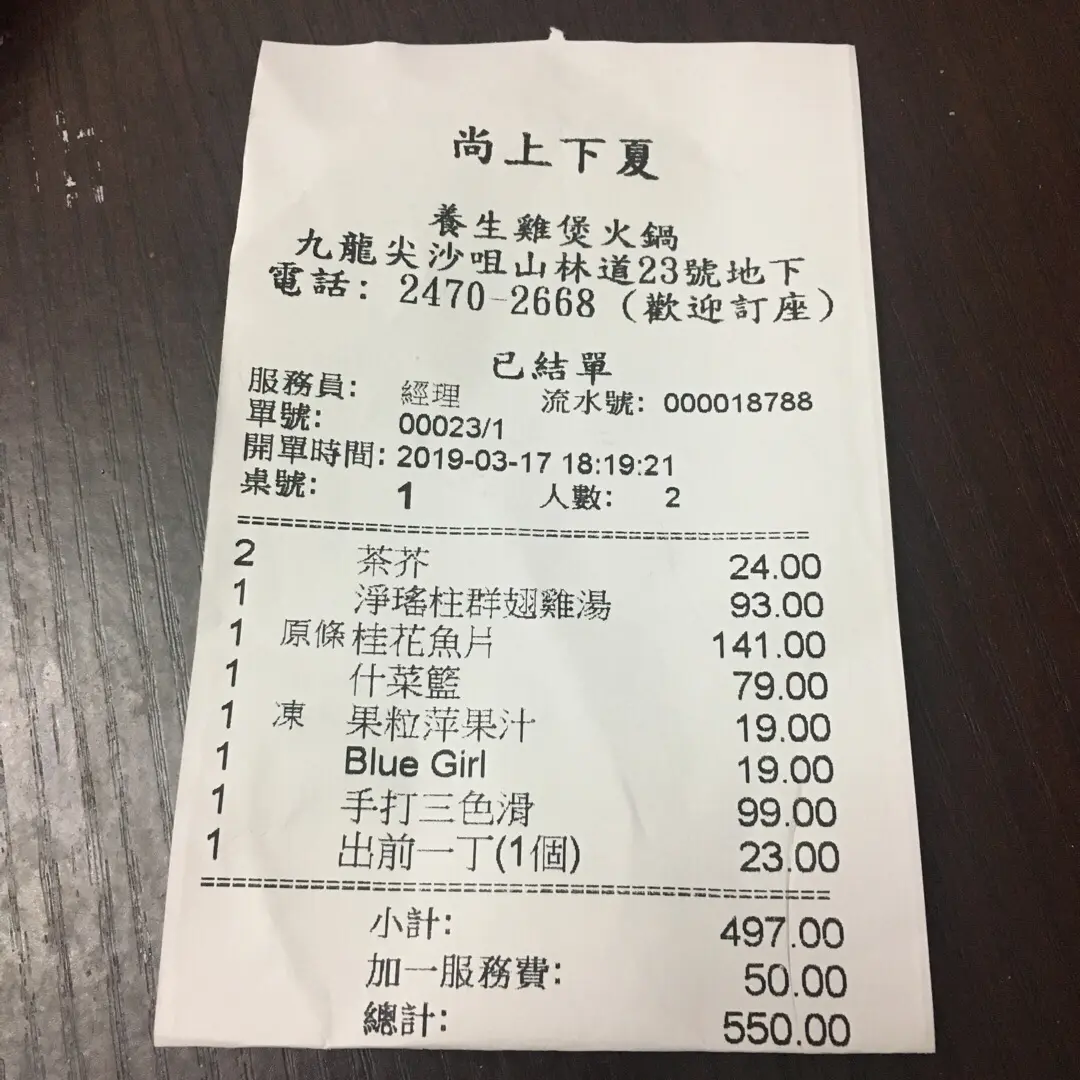 尚上下夏
養生雞煲火鍋
九龍尖沙咀山林道23號地下
電話: 2470-2668 (歡迎訂座)
已結單
服務員: 經理 流水號: 000018788
單號: 00023/1
開單時間: 2019-03-17 18:19:21
桌號: 1 人數: 2
==================================================
2 茶芥 24.00
1 淨瑤柱群翅雞湯 93.00
1 原條桂花魚片 141.00
1 什菜籃 79.00
1 凍 果粒萍果汁 19.00
1 Blue Girl 19.00
1 手打三色滑 99.00
1 出前一丁(1個) 23.00
==================================================
小計: 497.00
加一服務費: 50.00
總計: 550.00